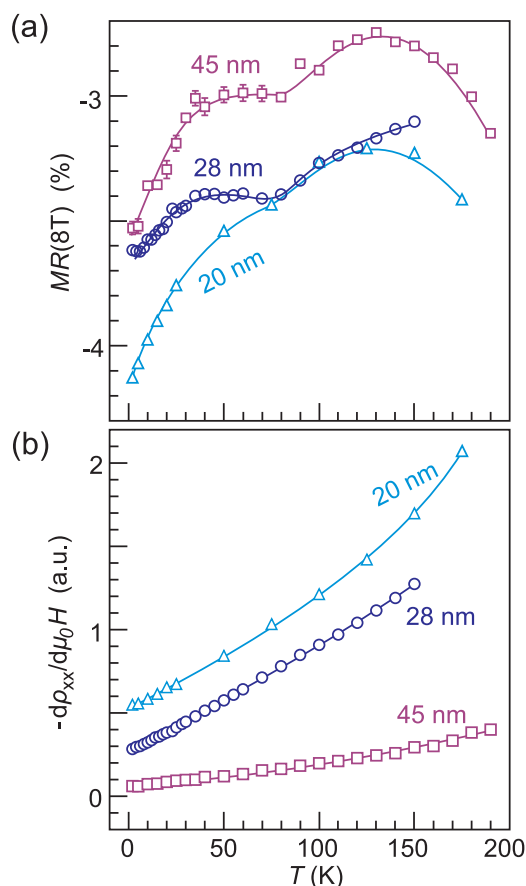 (a)
45 nm
-3
28 nm
20 nm
-4
MR(8T) (%)
(b)
2
20 nm
1
28 nm
45 nm
0
-dρxx/dμ0H (a.u.)
0 50 100 150 200
T (K)